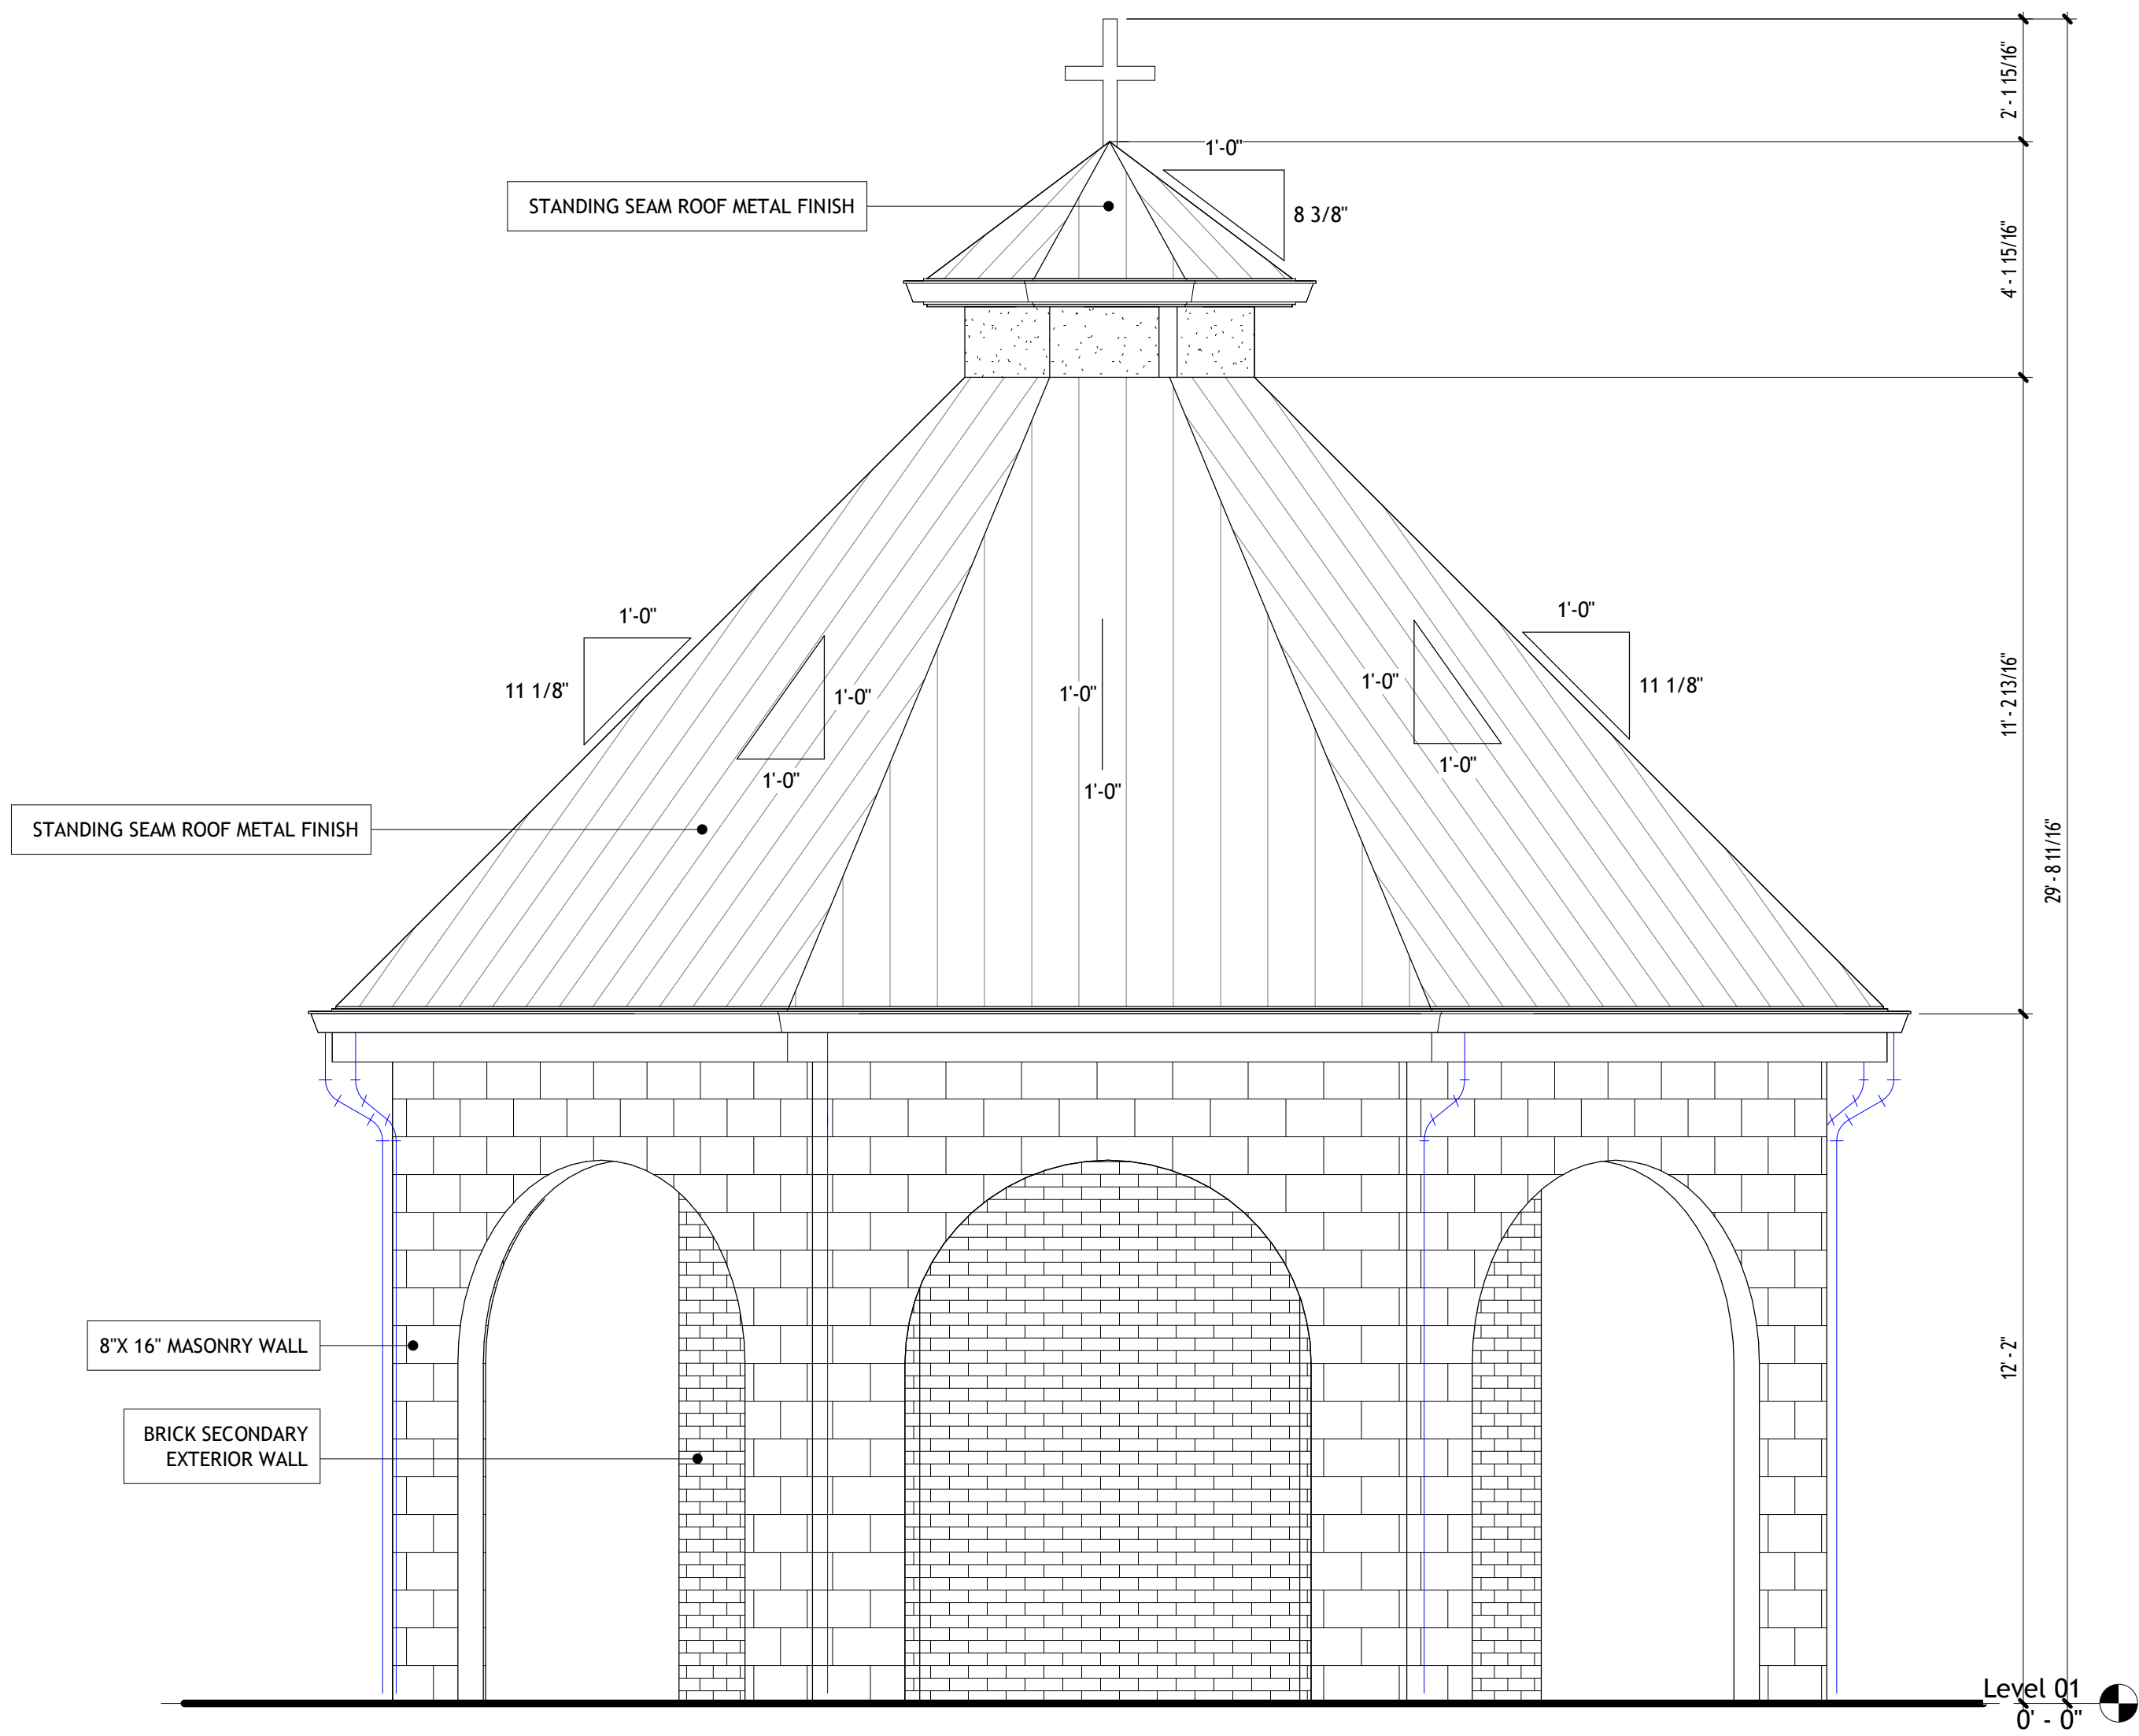 2' - 1 15/16"
1'-0"
STANDING SEAM ROOF METAL FINISH
8 3/8"
4' - 1 15/16"
1'-0"
1'-0"
11 1/8"
1'-0"
1'-0"
1'-0"
1'-0"
11 1/8"
11' - 2 13/16"
1'-0"
1'-0"
1'-0"
STANDING SEAM ROOF METAL FINISH
29' - 8 11/16"
8"X 16" MASONRY WALL
12' - 2"
BRICK SECONDARY
EXTERIOR WALL
Level 01
0' - 0"